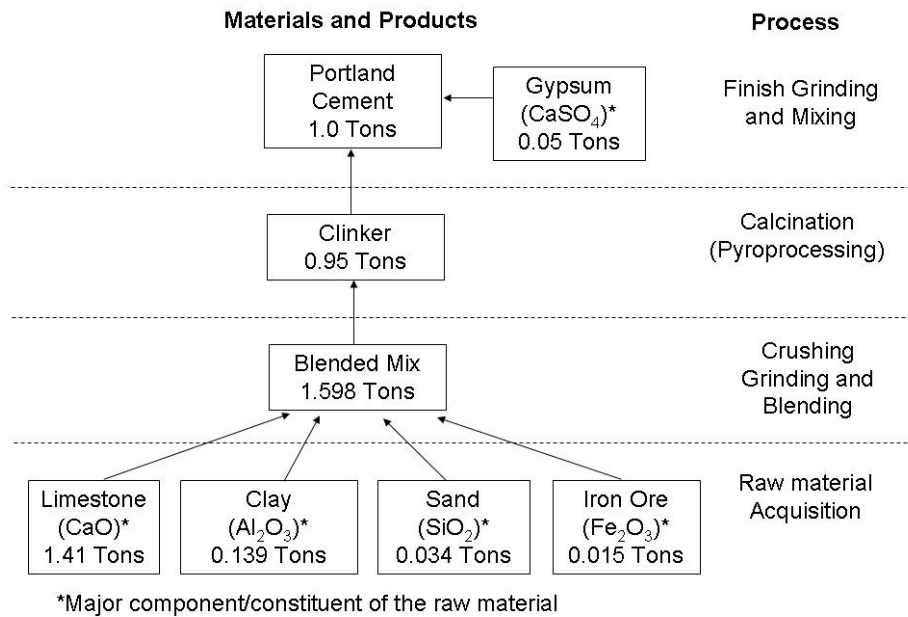 Materials and Products
Process
Portland
Cement
1.0 Tons
Gypsum
(CaSO₄)*
0.05 Tons
Finish Grinding
and Mixing
Clinker
0.95 Tons
Calcination
(Pyroprocessing)
Blended Mix
1.598 Tons
Crushing
Grinding and
Blending
Limestone
(CaO)*
1.41 Tons
Clay
(Al₂O₃)*
0.139 Tons
Sand
(SiO₂)*
0.034 Tons
Iron Ore
(Fe₂O₃)*
0.015 Tons
Raw material
Acquisition
*Major component/constituent of the raw material